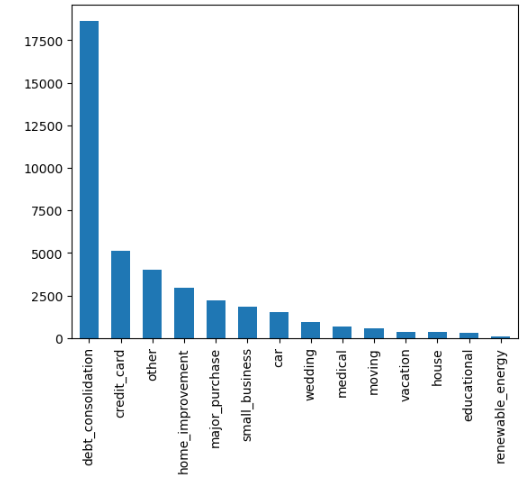 17500
15000
12500
10000
7500
5000
2500
0
debt_consolidation
credit_card
other
home_improvement
major_purchase
small_business
car
wedding
medical
moving
vacation
house
educational
renewable_energy